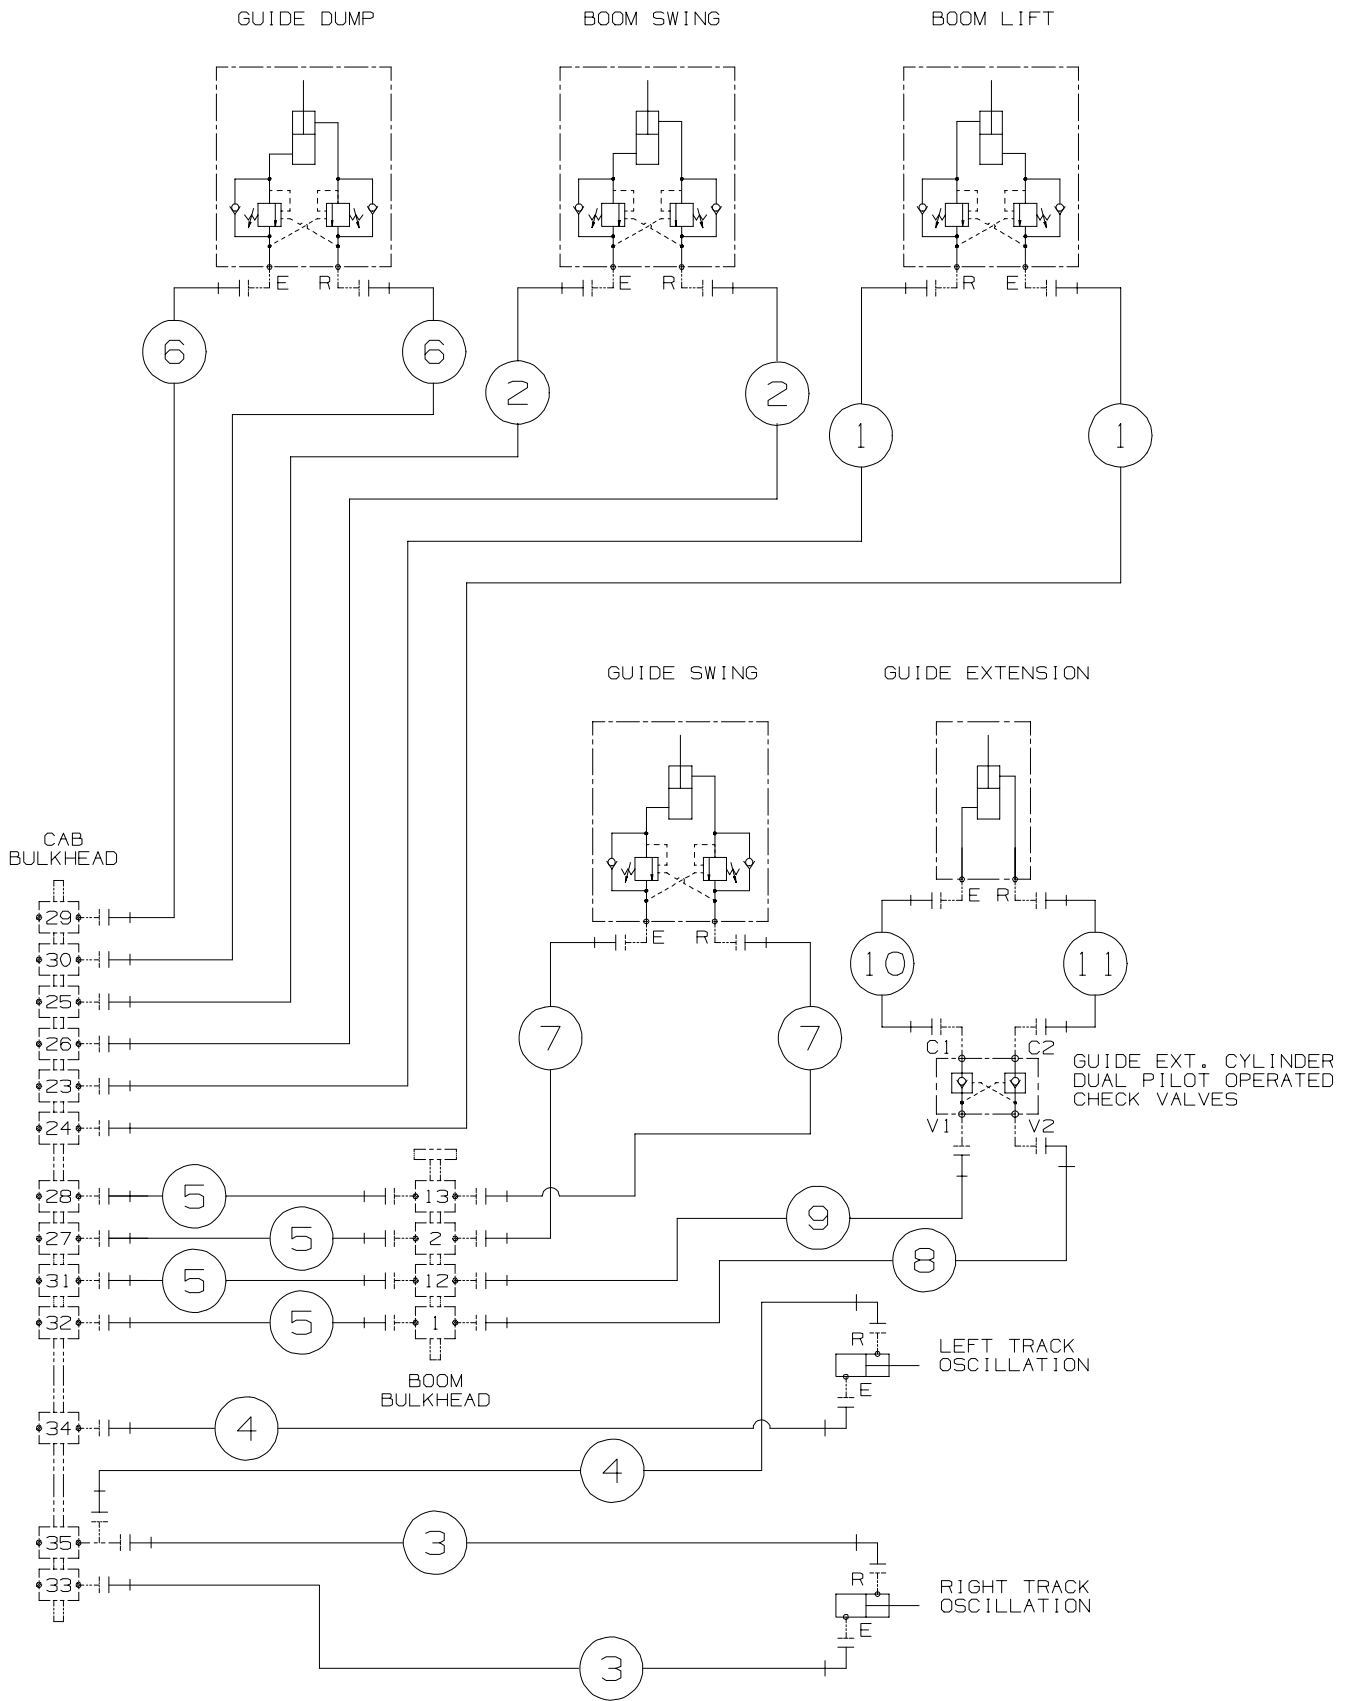 GUIDE DUMP
BOOM SWING
BOOM LIFT
E R
E R
R E
6
6
2
2
1
1
GUIDE SWING
GUIDE EXTENSION
CAB
BULKHEAD
E R
E R
29
30
25
26
23
24
10
11
7
7
C1 C2
GUIDE EXT. CYLINDER
DUAL PILOT OPERATED
CHECK VALVES
V1 V2
28
5
13
27
5
2
9
31
5
12
8
32
5
1
BOOM
BULKHEAD
R
E
LEFT TRACK
OSCILLATION
34
4
4
35
3
33
R
E
RIGHT TRACK
OSCILLATION
3